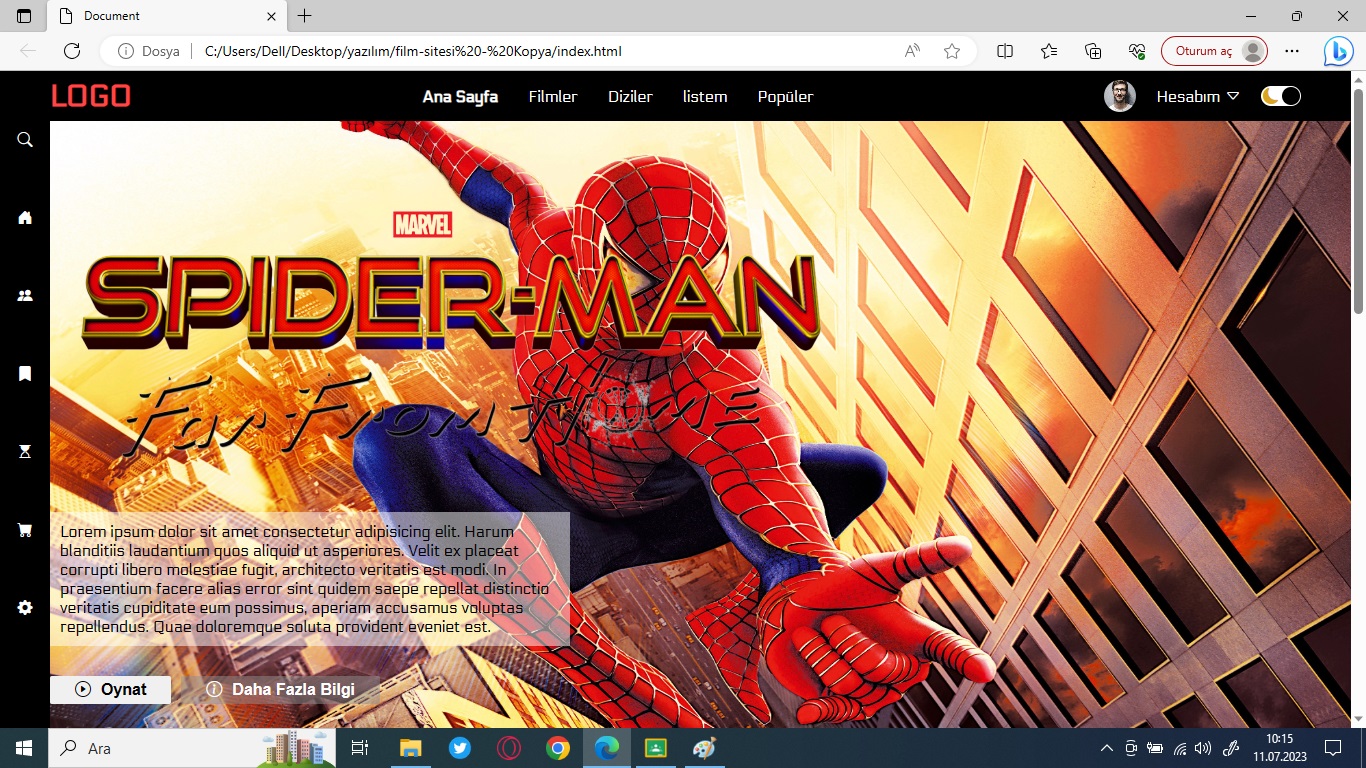 Document
Dosya
C:/Users/Dell/Desktop/yazılım/film-sitesi%20-%20Kopya/index.html
Oturum aç
LOGO
Ana Sayfa
Filmler
Diziler
listem
Popüler
Hesabım
MARVEL
SPIDER-MAN
Far From Home
Lorem ipsum dolor sit amet consectetur adipisicing elit. Harum
blanditiis laudantium quos aliquid ut asperiores. Velit ex placeat
corrupti libero molestiae fugit, architecto veritatis est modi. In
praesentium facere alias error sint quidem saepe repellat distinctio
veritatis cupiditate eum possimus, aperiam accusamus voluptas
repellendus. Quae doloremque soluta provident eveniet est.
Oynat
Daha Fazla Bilgi
Ara
10:15
11.07.2023